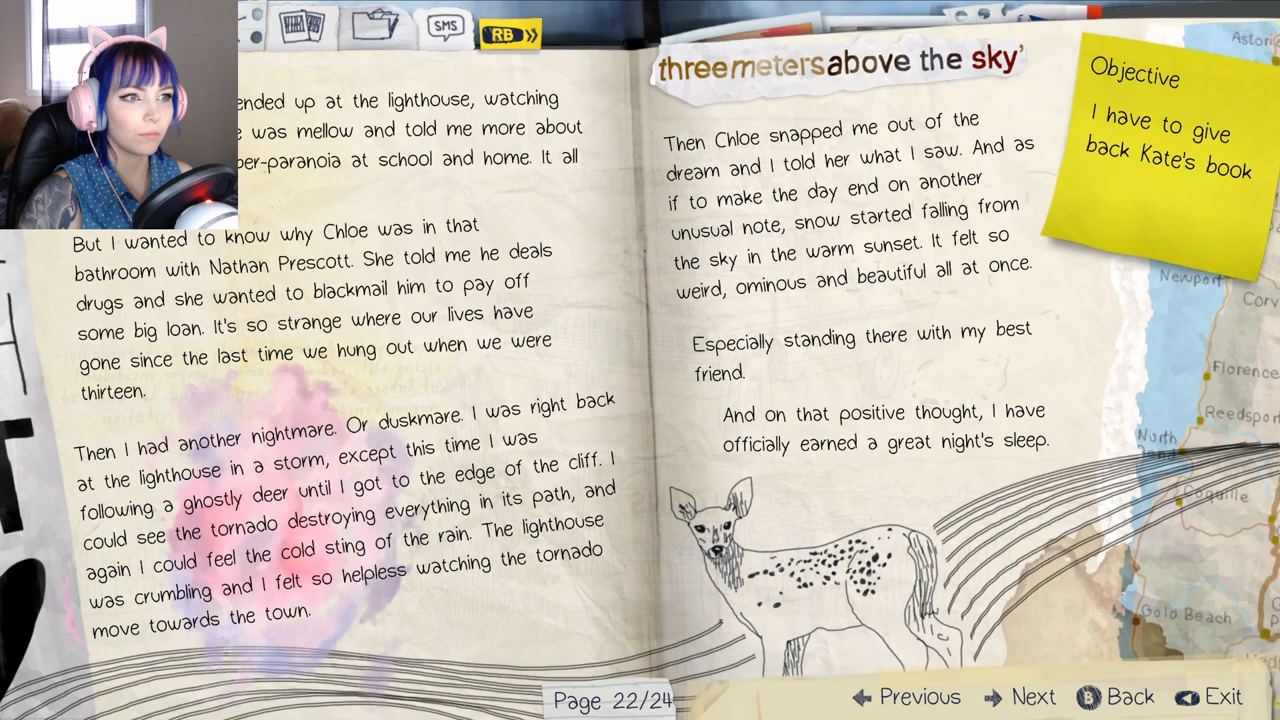 SMS
RB
ended up at the lighthouse, watching
was mellow and told me more about
per-paranoia at school and home. It all
But I wanted to know why Chloe was in that
bathroom with Nathan Prescott. She told me he deals
drugs and she wanted to blackmail him to pay off
some big loan. It's so strange where our lives have
gone since the last time we hung out when we were
thirteen.
Then I had another nightmare. Or duskmare. I was right back
at the lighthouse in a storm, except this time I was
following a ghostly deer until I got to the edge of the cliff. I
could see the tornado destroying everything in its path, and
again I could feel the cold sting of the rain. The lighthouse
was crumbling and I felt so helpless watching the tornado
move towards the town.
threemetersabove the sky'
Then Chloe snapped me out of the
dream and I told her what I saw. And as
if to make the day end on another
unusual note, snow started falling from
the sky in the warm sunset. It felt so
weird, ominous and beautiful all at once.
Especially standing there with my best
friend.
And on that positive thought, I have
officially earned a great night's sleep.
Objective
I have to give
back Kate's book
Astori
Newport
Corv
Florence
Reedsport
North
Bend
Coquille
Gold Beach
Page 22/24
Previous
Next
B Back
Exit